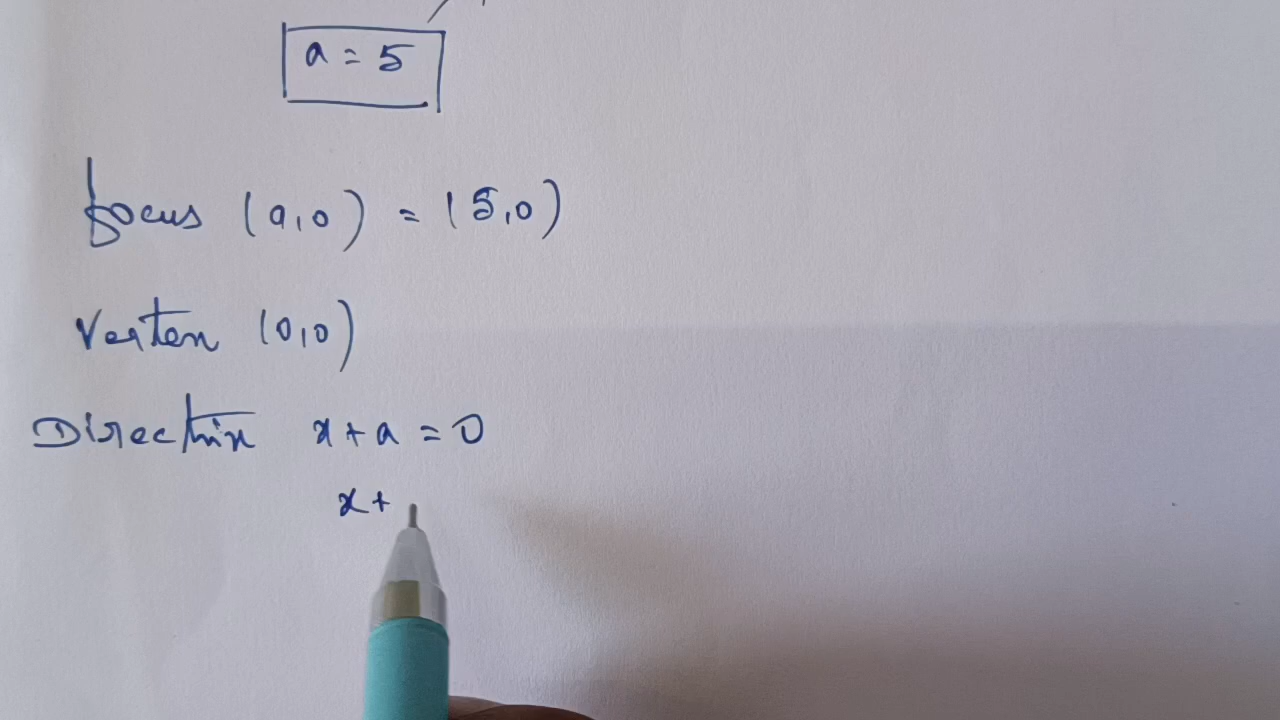 a = 5
focus (a,0) = (5,0)
Vertex (0,0)
Directrix x+a = 0
x+